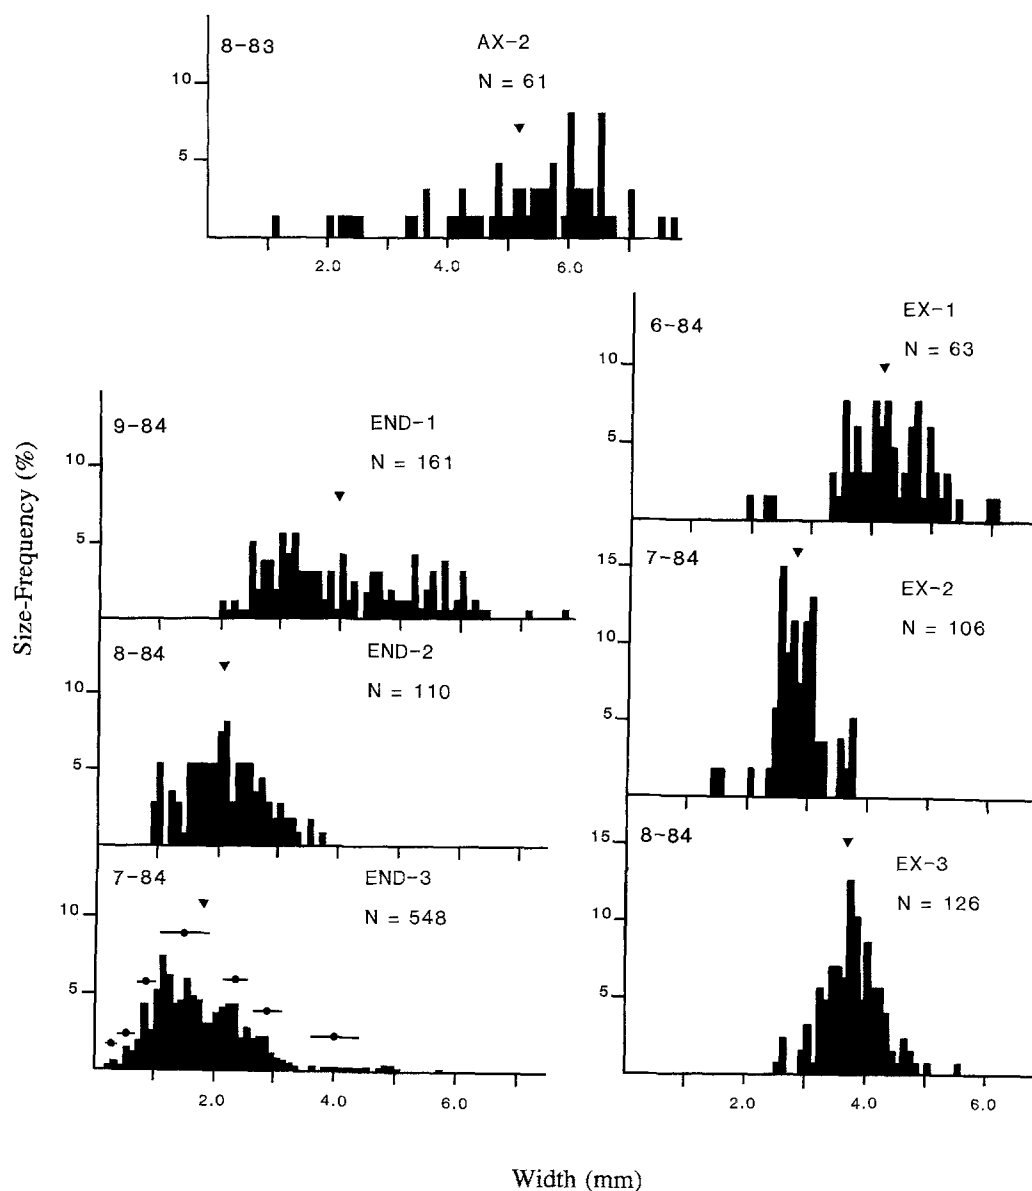 8-83
AX-2
N = 61
10
5
2.0 4.0 6.0
6-84
EX-1
N = 63
10
5
9-84
END-1
N = 161
10
5
7-84
EX-2
N = 106
15
10
5
8-84
END-2
N = 110
10
5
8-84
EX-3
N = 126
15
10
5
2.0 4.0 6.0
7-84
END-3
N = 548
10
5
2.0 4.0 6.0
Size-Frequency (%)
Width (mm)